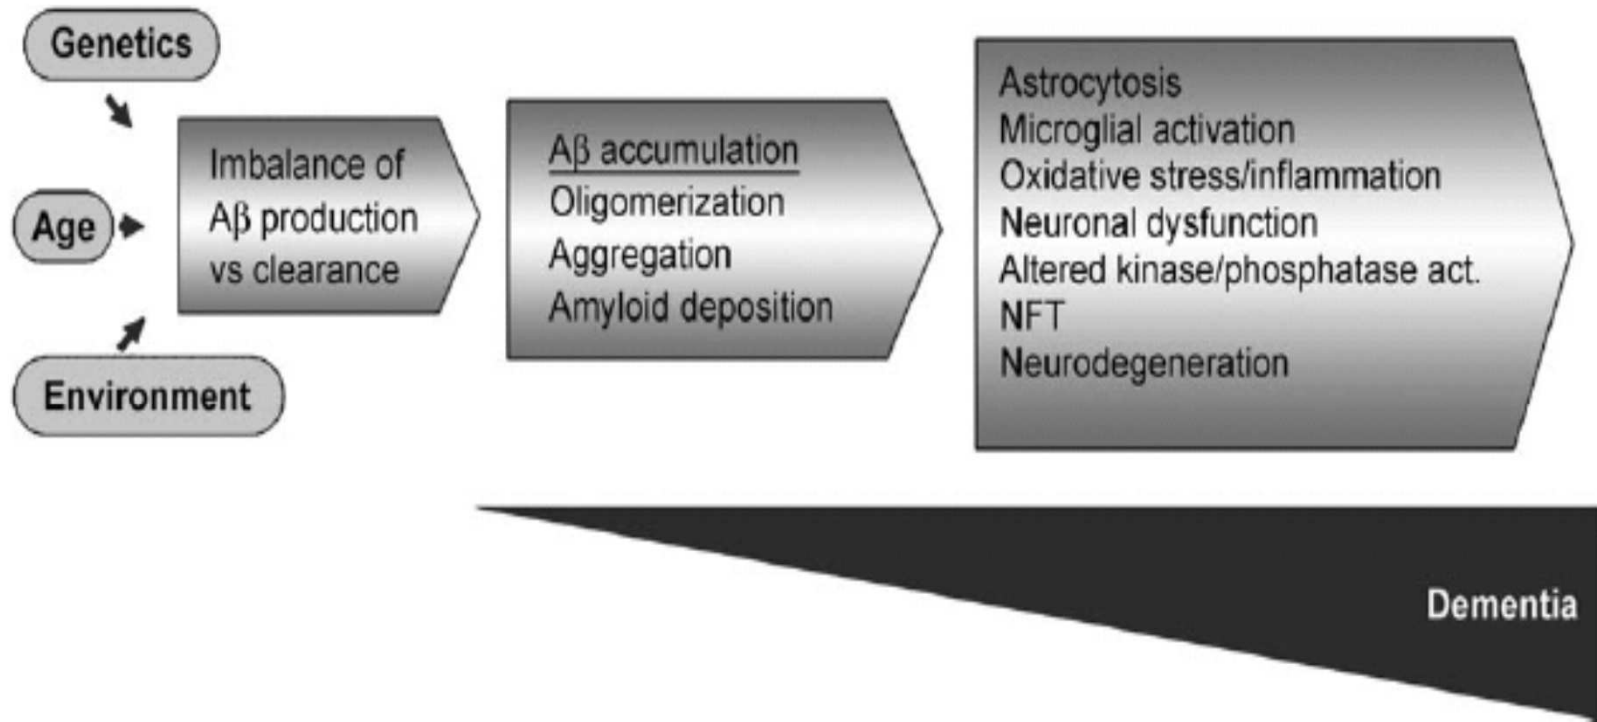 Genetics
Age
Environment
Imbalance of
Aβ production
vs clearance
Aβ accumulation
Oligomerization
Aggregation
Amyloid deposition
Astrocytosis
Microglial activation
Oxidative stress/inflammation
Neuronal dysfunction
Altered kinase/phosphatase act.
NFT
Neurodegeneration
Dementia